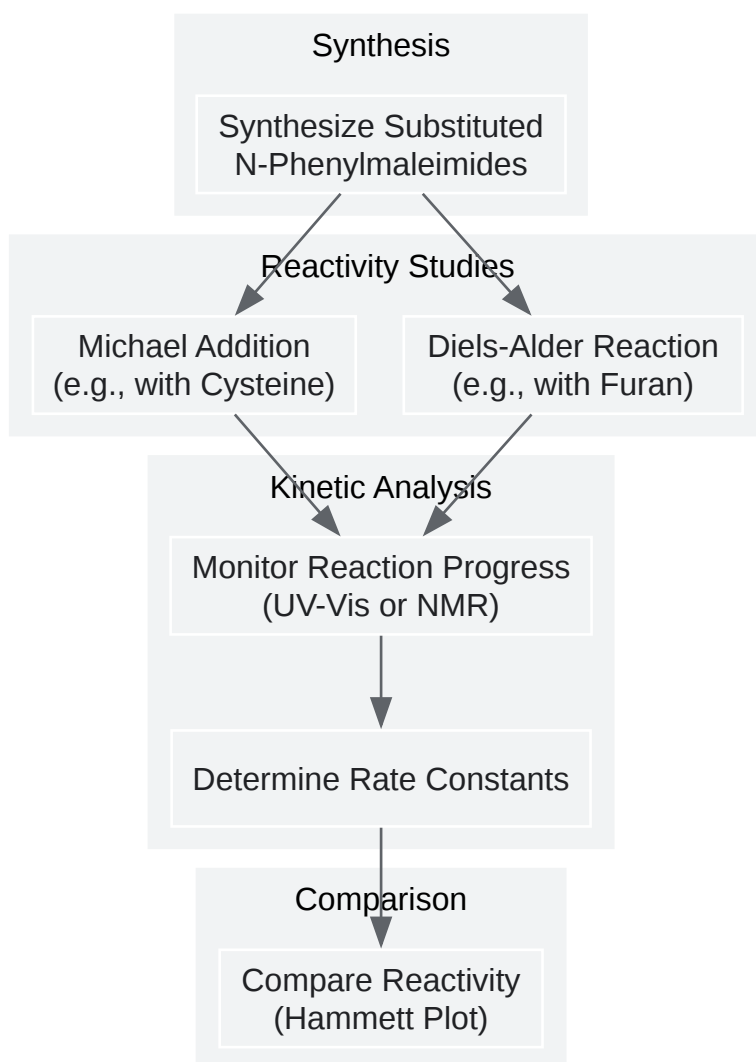 Synthesis
Synthesize Substituted
N-Phenylmaleimides
Reactivity Studies
Michael Addition
(e.g., with Cysteine)
Diels-Alder Reaction
(e.g., with Furan)
Kinetic Analysis
Monitor Reaction Progress
(UV-Vis or NMR)
Determine Rate Constants
Comparison
Compare Reactivity
(Hammett Plot)